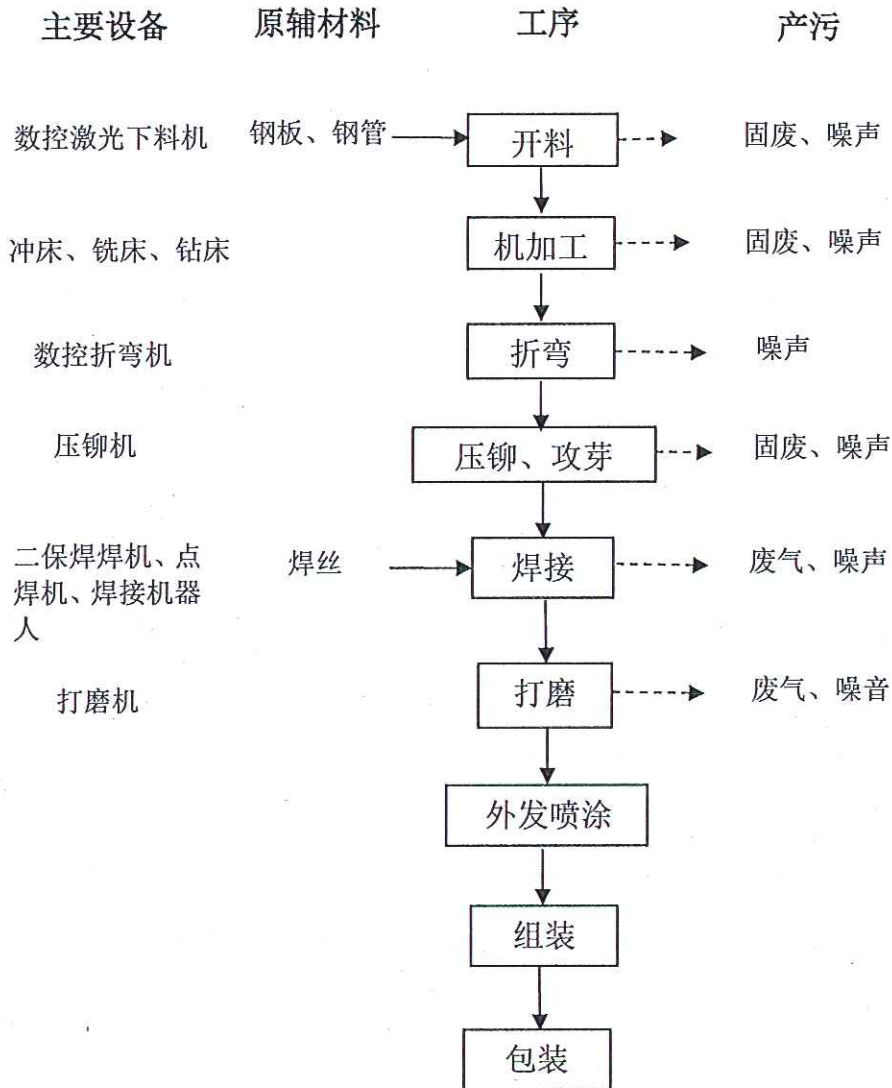 主要设备 原辅材料 工序 产污
数控激光下料机 钢板、钢管 开料 固废、噪声
冲床、铣床、钻床 机加工 固废、噪声
数控折弯机 折弯 噪声
压铆机 压铆、攻芽 固废、噪声
二保焊焊机、点 焊丝 焊接 废气、噪声
焊机、焊接机器
人
打磨机 打磨 废气、噪音
外发喷涂
组装
包装